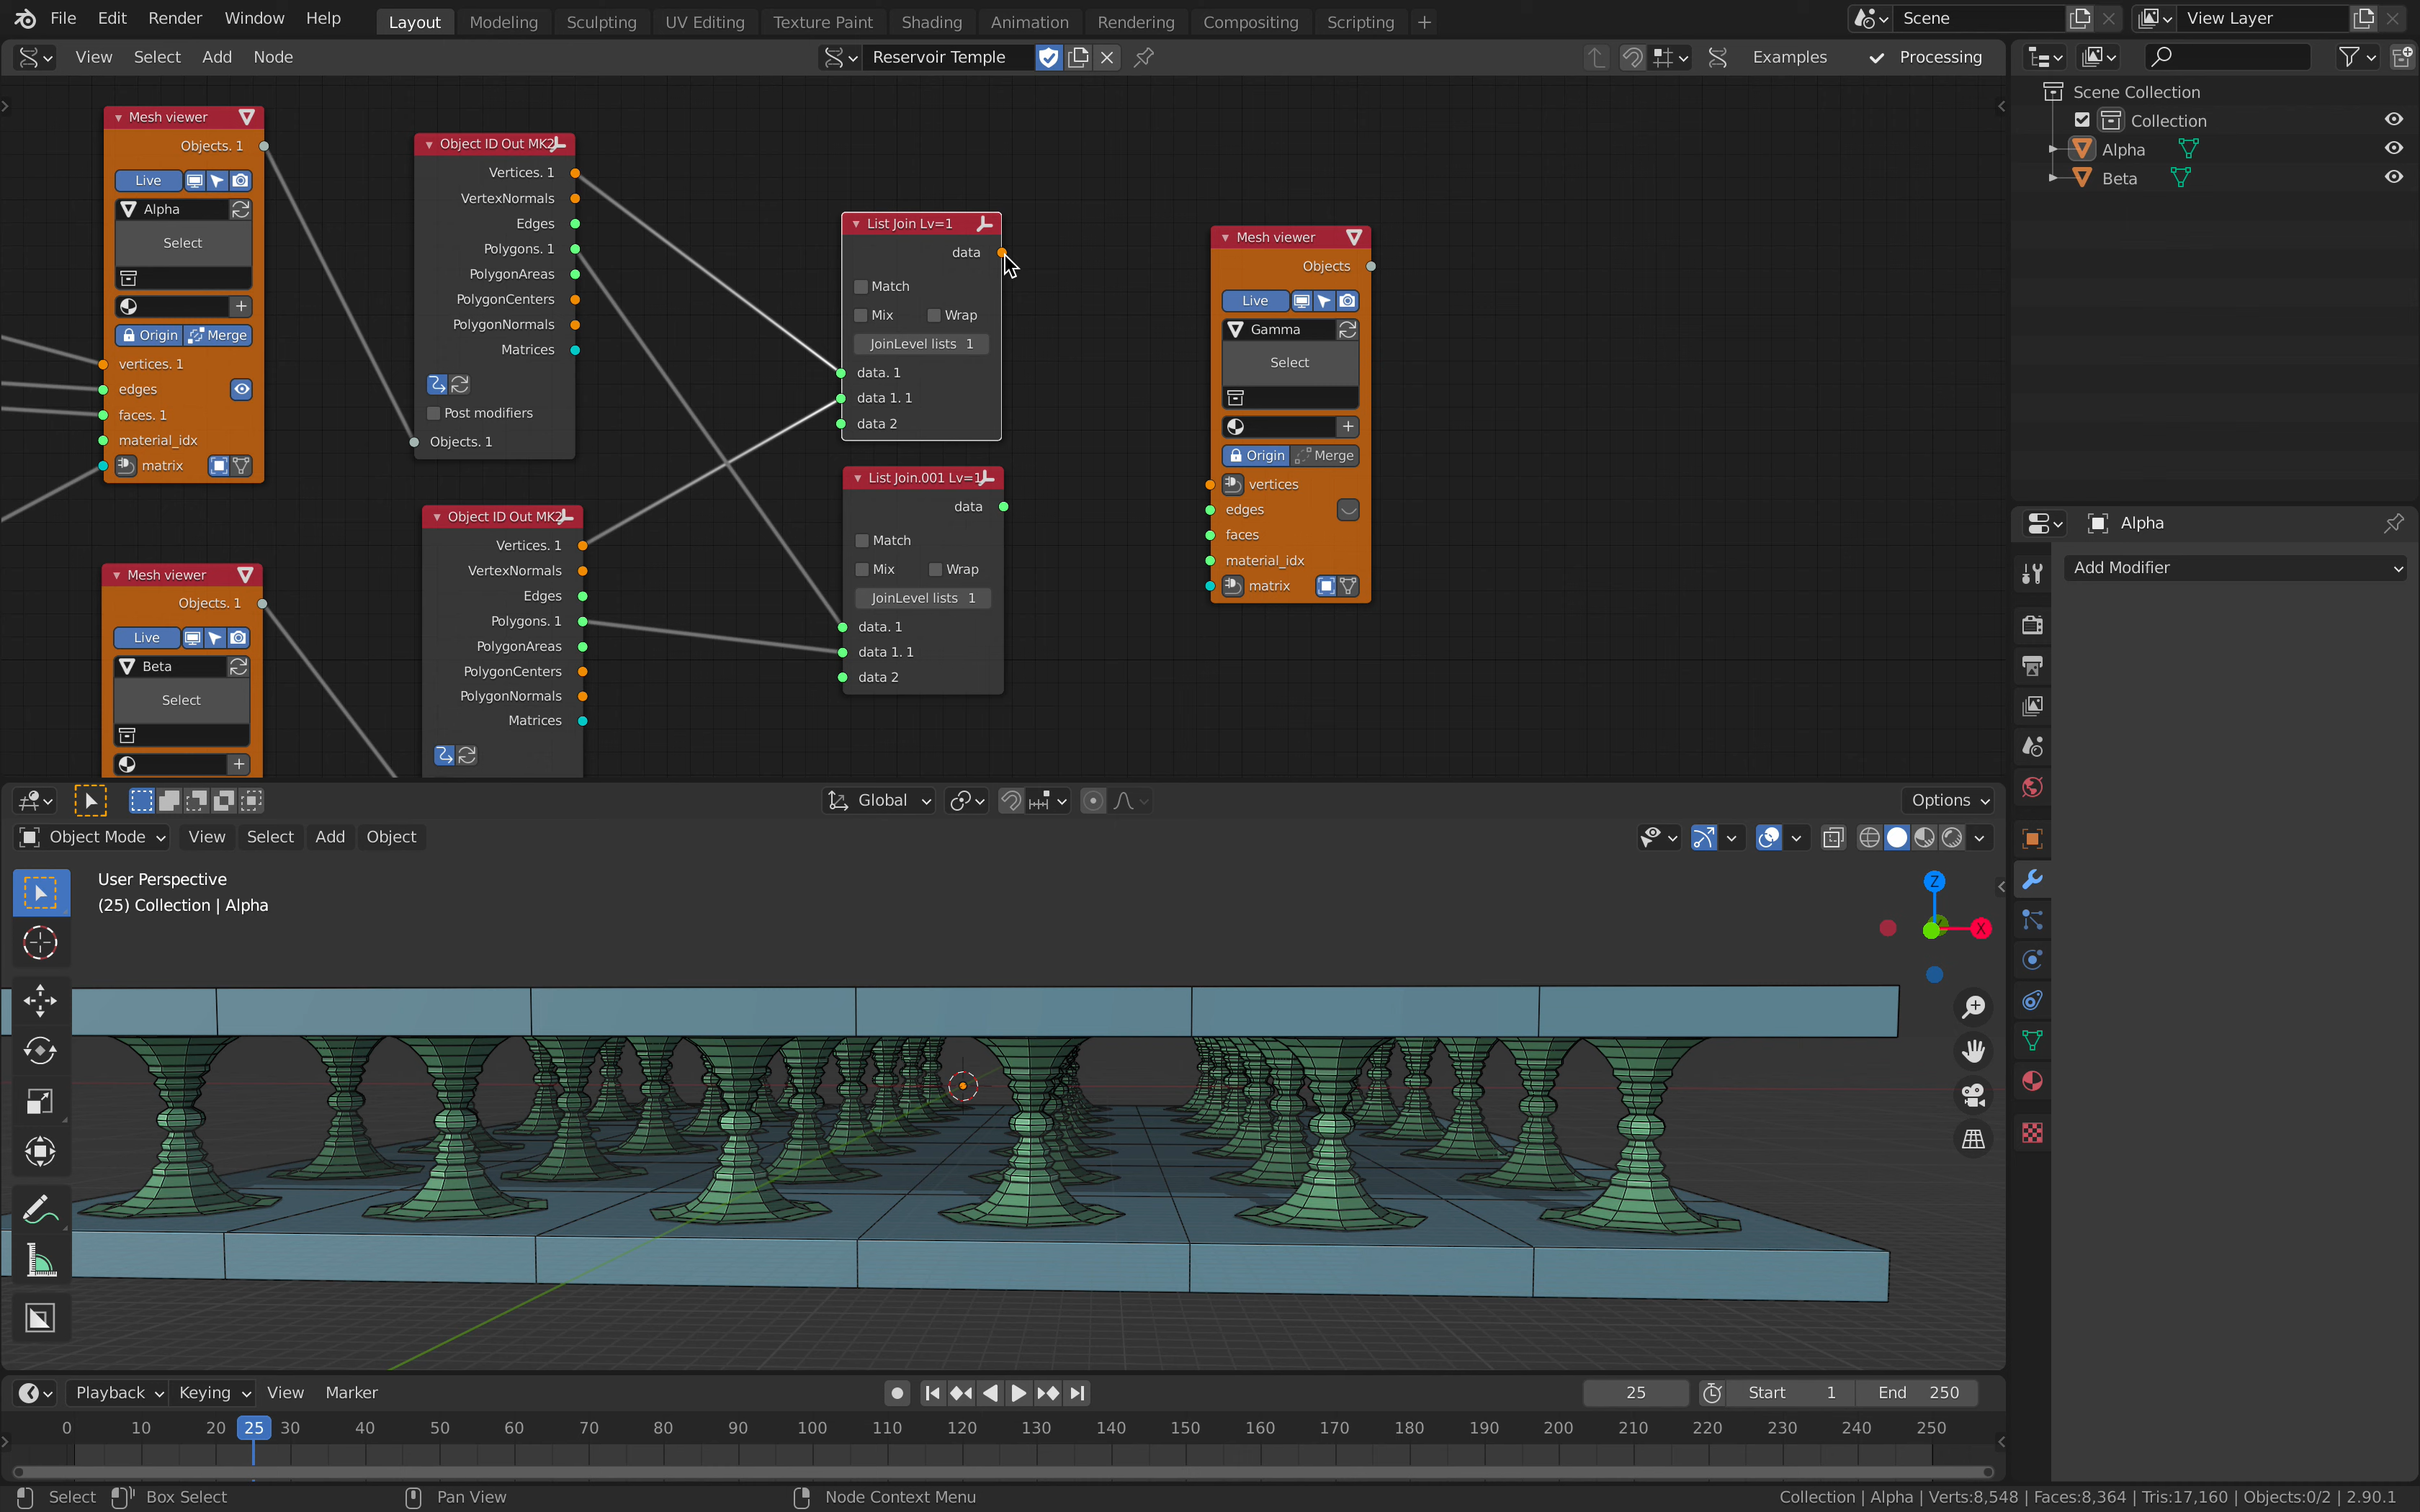 File Edit Render Window Help Layout Modeling Sculpting UV Editing Texture Paint Shading Animation Rendering Compositing Scripting + Scene View Layer
View Select Add Node Reservoir Temple Examples Processing
Scene Collection
Collection
Alpha
Beta
Mesh viewer
Objects. 1
Live
Alpha
Select
Origin Merge
vertices. 1
edges
faces. 1
material_idx
matrix
Mesh viewer
Objects. 1
Live
Beta
Select
Object ID Out MK2
Vertices. 1
VertexNormals
Edges
Polygons. 1
PolygonAreas
PolygonCenters
PolygonNormals
Matrices
Post modifiers
Objects. 1
Object ID Out MK2
Vertices. 1
VertexNormals
Edges
Polygons. 1
PolygonAreas
PolygonCenters
PolygonNormals
Matrices
List Join Lv=1
data
Match
Mix Wrap
JoinLevel lists 1
data. 1
data 1. 1
data 2
List Join.001 Lv=1
data
Match
Mix Wrap
JoinLevel lists 1
data. 1
data 1. 1
data 2
Mesh viewer
Objects
Live
Gamma
Select
Origin Merge
vertices
edges
faces
material_idx
matrix
Alpha
Add Modifier
Global Options
Object Mode View Select Add Object
User Perspective
(25) Collection | Alpha
Z
X
Playback Keying View Marker 25 Start 1 End 250
0 10 20 25 30 40 50 60 70 80 90 100 110 120 130 140 150 160 170 180 190 200 210 220 230 240 250
Select Box Select Pan View Node Context Menu Collection | Alpha | Verts:8,548 | Faces:8,364 | Tris:17,160 | Objects:0/2 | 2.90.1